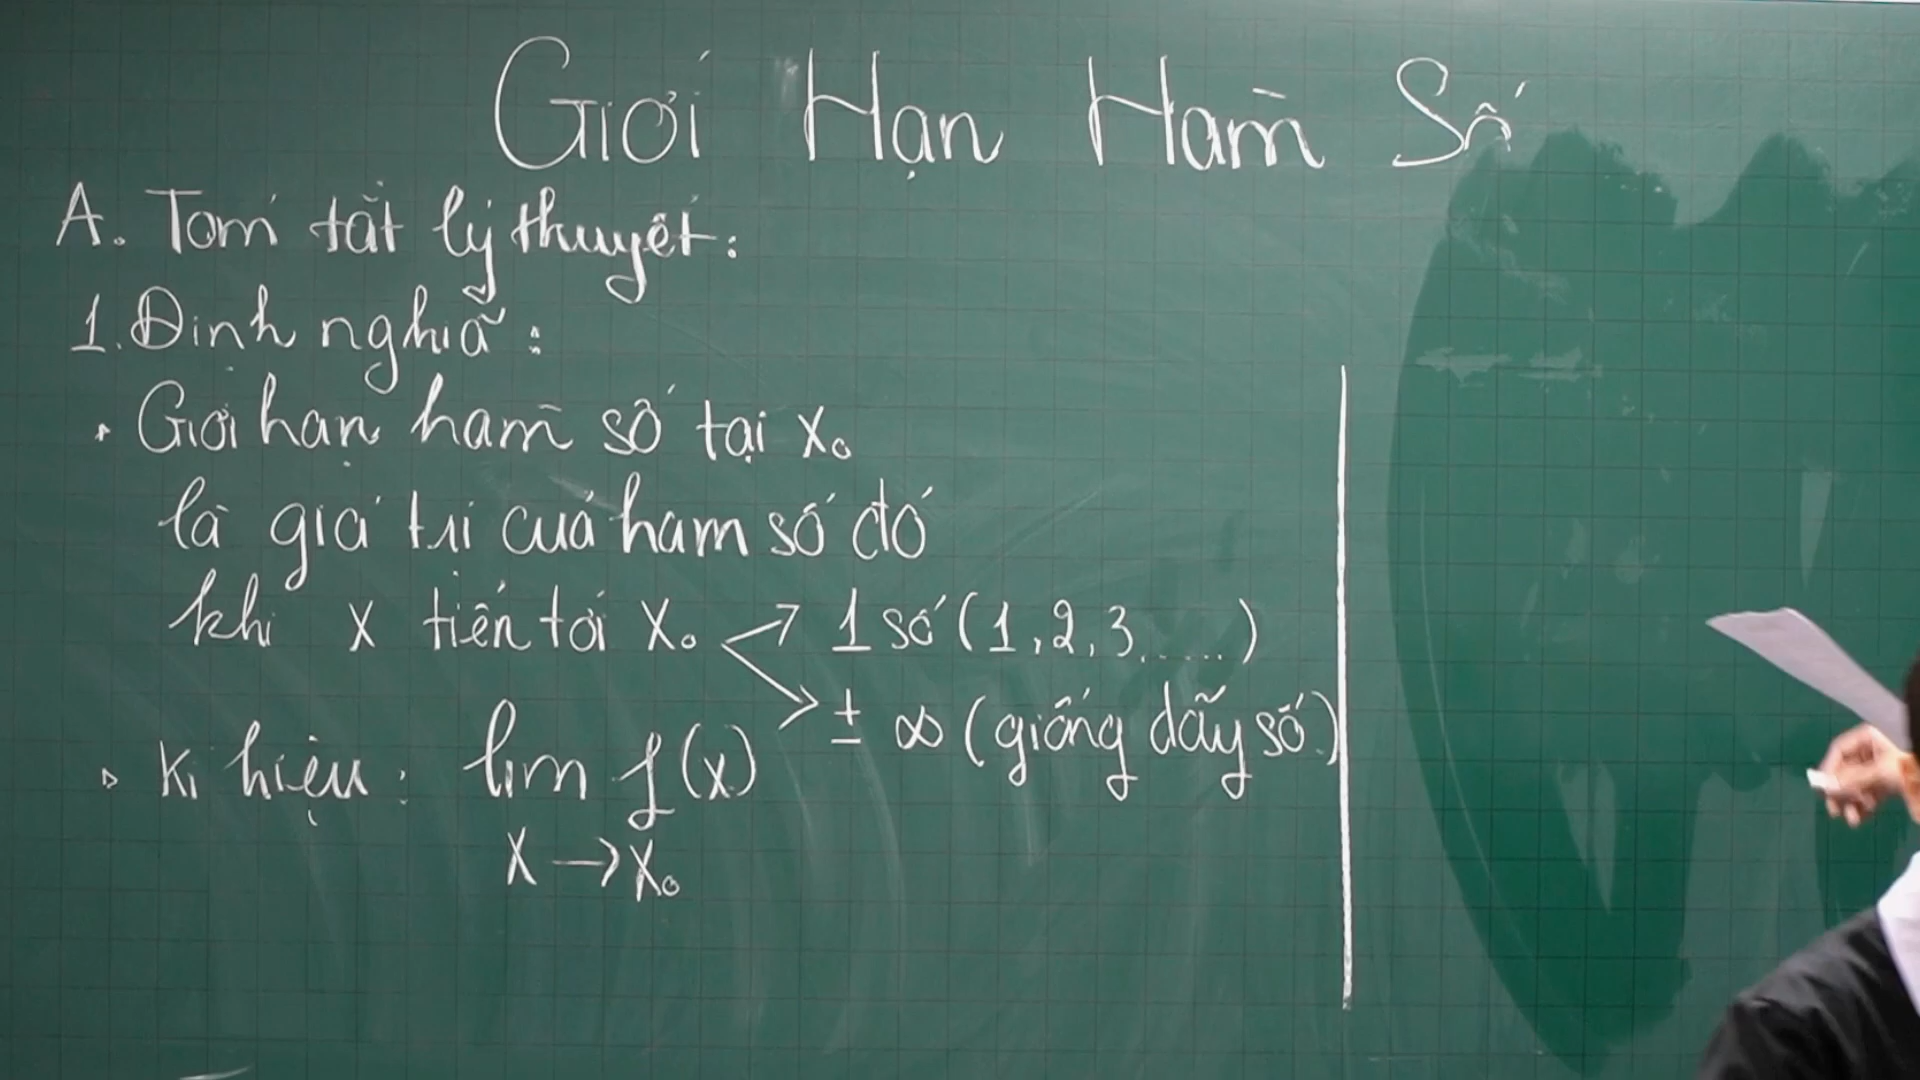 Giới Hạn Hàm Số
A. Tóm tắt lý thuyết:
1. Định nghĩa:
Giới hạn hàm số tại x₀
là giá trị của hàm số đó
khi x tiến tới x₀ → 1 số (1, 2, 3, .....)
→ ± ∞ (giống dãy số)
Kí hiệu: lim f(x)
x → x₀